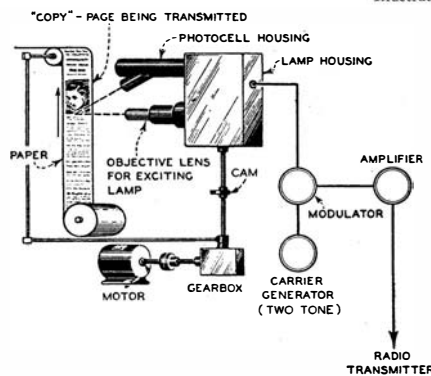 "COPY" - PAGE BEING TRANSMITTED
PHOTOCELL HOUSING
LAMP HOUSING
PAPER
OBJECTIVE LENS
FOR EXCITING
LAMP
CAM
AMPLIFIER
MODULATOR
MOTOR
GEARBOX
CARRIER
GENERATOR
(TWO TONE)
RADIO
TRANSMITTER